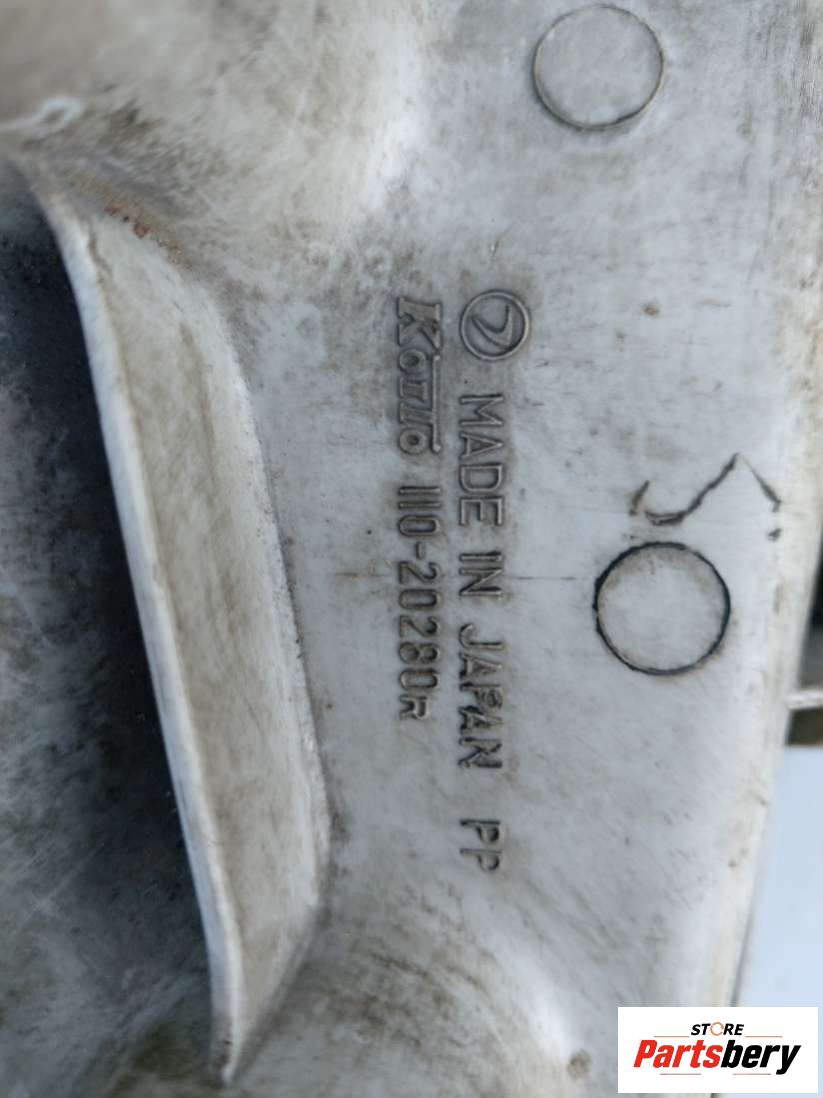 MADE IN JAPAN PP
Koito 110-20280R
STORE
Partsbery